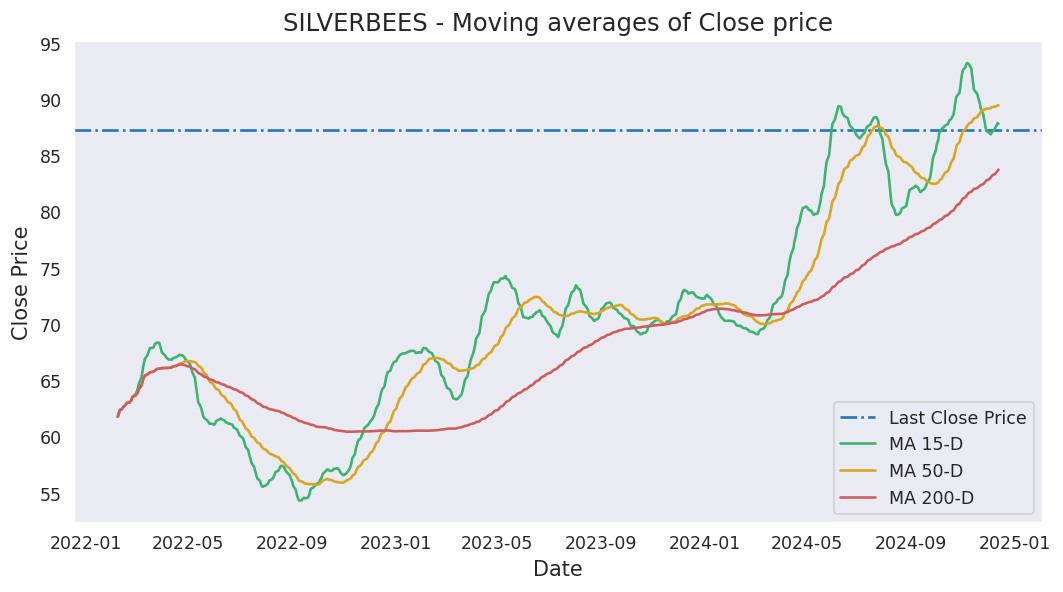 SILVERBEES - Moving averages of Close price
95
90
85
80
75
70
65
60
55
Close Price
2022-01 2022-05 2022-09 2023-01 2023-05 2023-09 2024-01 2024-05 2024-09 2025-01
Date
Last Close Price
MA 15-D
MA 50-D
MA 200-D